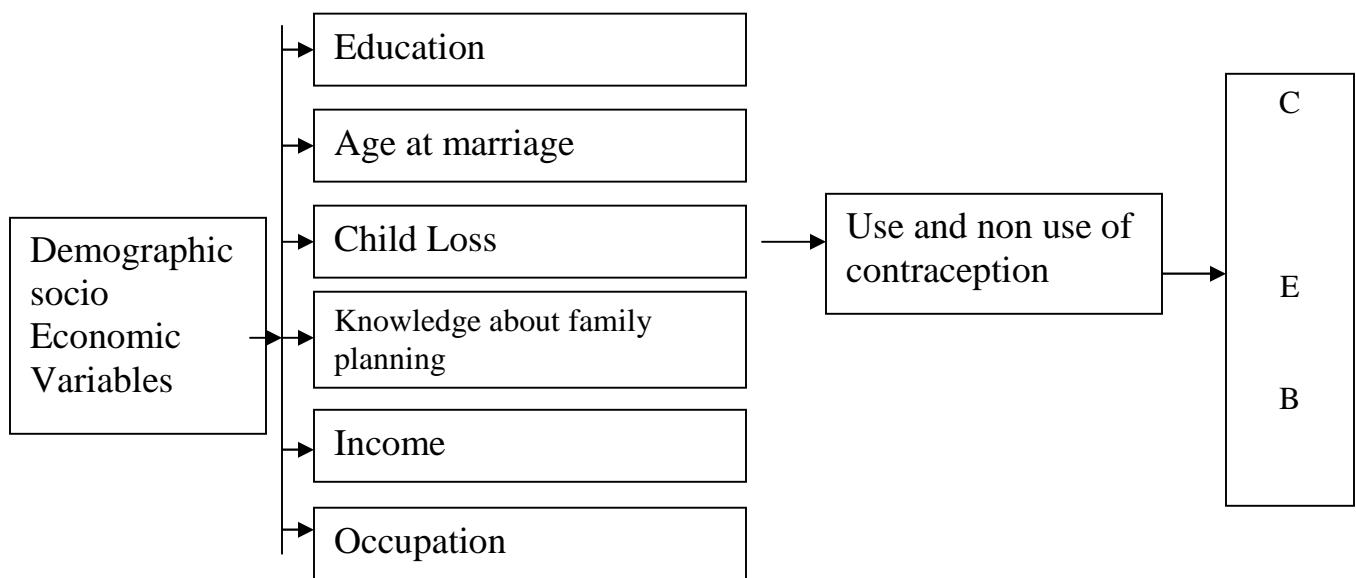 Demographic
socio
Economic
Variables
Education
Age at marriage
Child Loss
Knowledge about family
planning
Income
Occupation
Use and non use of
contraception
C
E
B